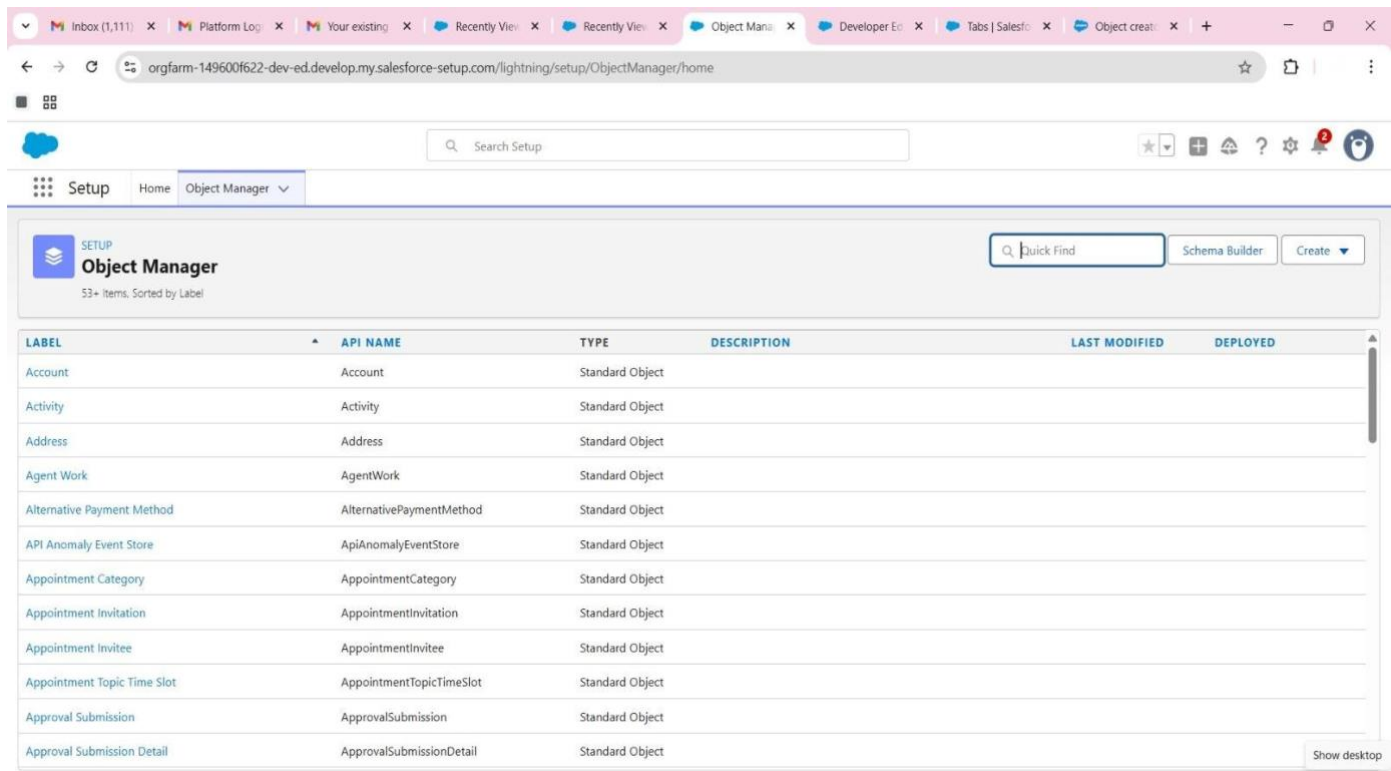 Inbox (1,111) Platform Log Your existing Recently View Recently View Object Mana Developer Ed Tabs | Salesfo Object creatio
orgfarm-149600f622-dev-ed.develop.my.salesforce-setup.com/lightning/setup/ObjectManager/home
Search Setup
2
Setup Home Object Manager
SETUP
Object Manager
53+ Items, Sorted by Label
Quick Find Schema Builder Create
LABEL API NAME TYPE DESCRIPTION LAST MODIFIED DEPLOYED
Account Account Standard Object
Activity Activity Standard Object
Address Address Standard Object
Agent Work AgentWork Standard Object
Alternative Payment Method AlternativePaymentMethod Standard Object
API Anomaly Event Store ApiAnomalyEventStore Standard Object
Appointment Category AppointmentCategory Standard Object
Appointment Invitation AppointmentInvitation Standard Object
Appointment Invitee AppointmentInvitee Standard Object
Appointment Topic Time Slot AppointmentTopicTimeSlot Standard Object
Approval Submission ApprovalSubmission Standard Object
Approval Submission Detail ApprovalSubmissionDetail Standard Object
Show desktop